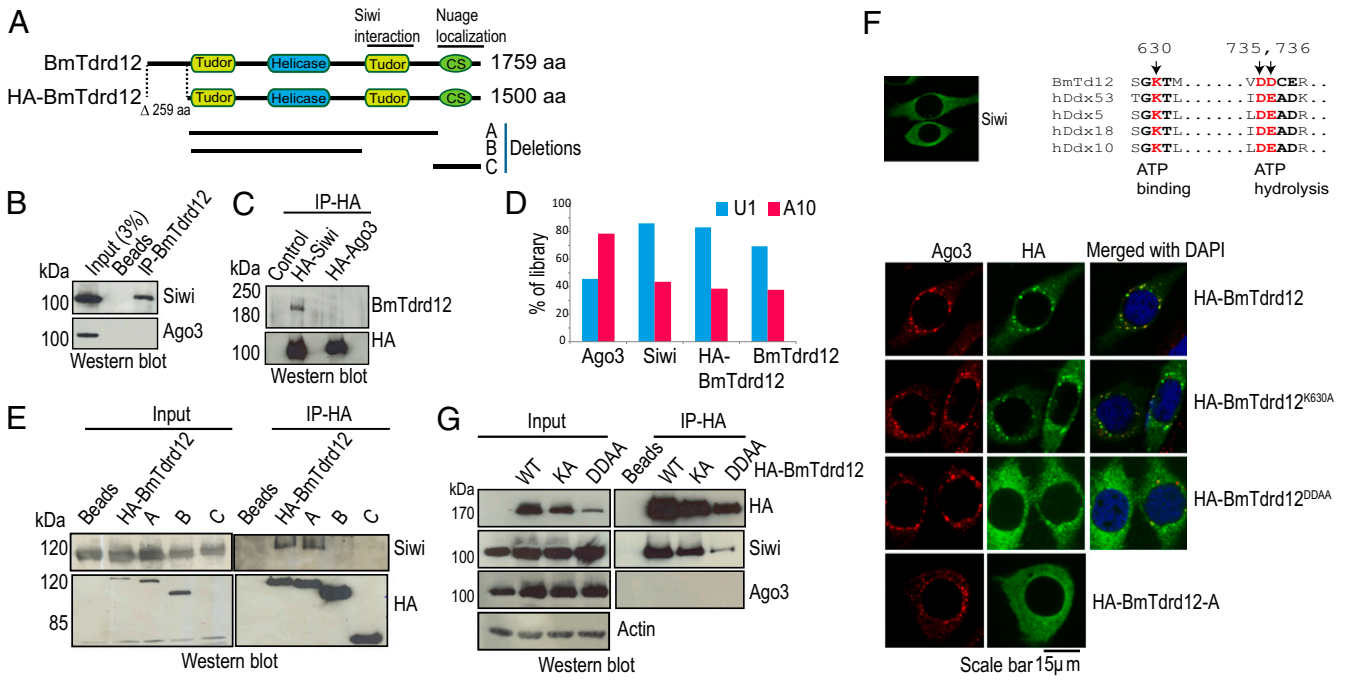 A
Siwi
interaction
Nuage
localization
BmTdrd12
Tudor
Helicase
Tudor
CS
1759 aa
HA-BmTdrd12
Tudor
Helicase
Tudor
CS
1500 aa
Δ 259 aa
A
B
C
Deletions
B
Input (3%)
Beads
IP-BmTdrd12
kDa
100
Siwi
100
Ago3
Western blot
C
IP-HA
Control
HA-Siwi
HA-Ago3
kDa
250
180
BmTdrd12
100
HA
Western blot
D
U1
A10
% of library
100
80
60
40
20
0
Ago3
Siwi
HA-
BmTdrd12
BmTdrd12
E
Input
IP-HA
Beads
HA-BmTdrd12
A
B
C
Beads
HA-BmTdrd12
A
B
C
kDa
120
Siwi
120
HA
85
Western blot
G
Input
IP-HA
WT
KA
DDAA
Beads
WT
KA
DDAA
HA-BmTdrd12
kDa
170
HA
100
Siwi
100
Ago3
Actin
Western blot
F
Siwi
630
735,736
BmTd12 SGKTM......VDDCER..
hDdx53 TGKTL......IDEADK..
hDdx5 SGKTL......LDEADR..
hDdx18 SGKTL......IDEADR..
hDdx10 SGKTL......LDEADR..
ATP
binding
ATP
hydrolysis
Ago3
HA
Merged with DAPI
HA-BmTdrd12
HA-BmTdrd12K630A
HA-BmTdrd12DDAA
HA-BmTdrd12-A
Scale bar 15μm